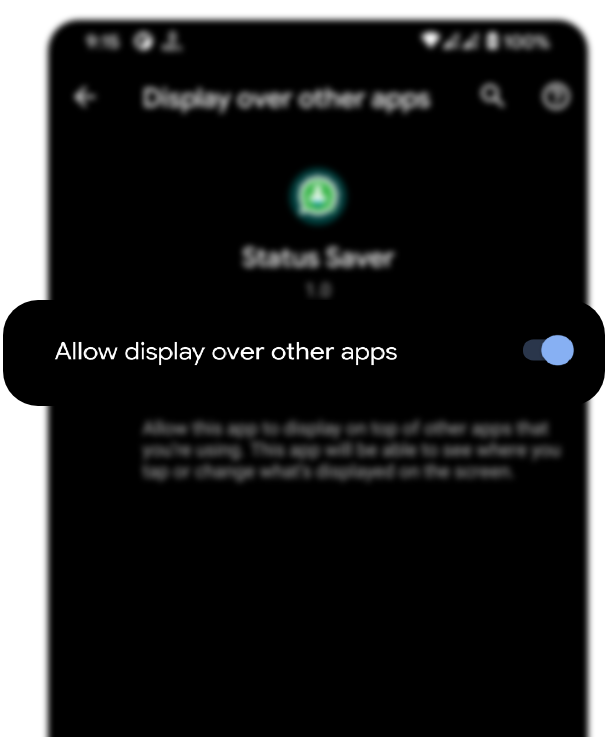 9:15
100%
Display over other apps
Status Saver
1.0
Allow display over other apps
Allow this app to display on top of other apps that
you're using. This app will be able to see where you
tap or change what's displayed on the screen.